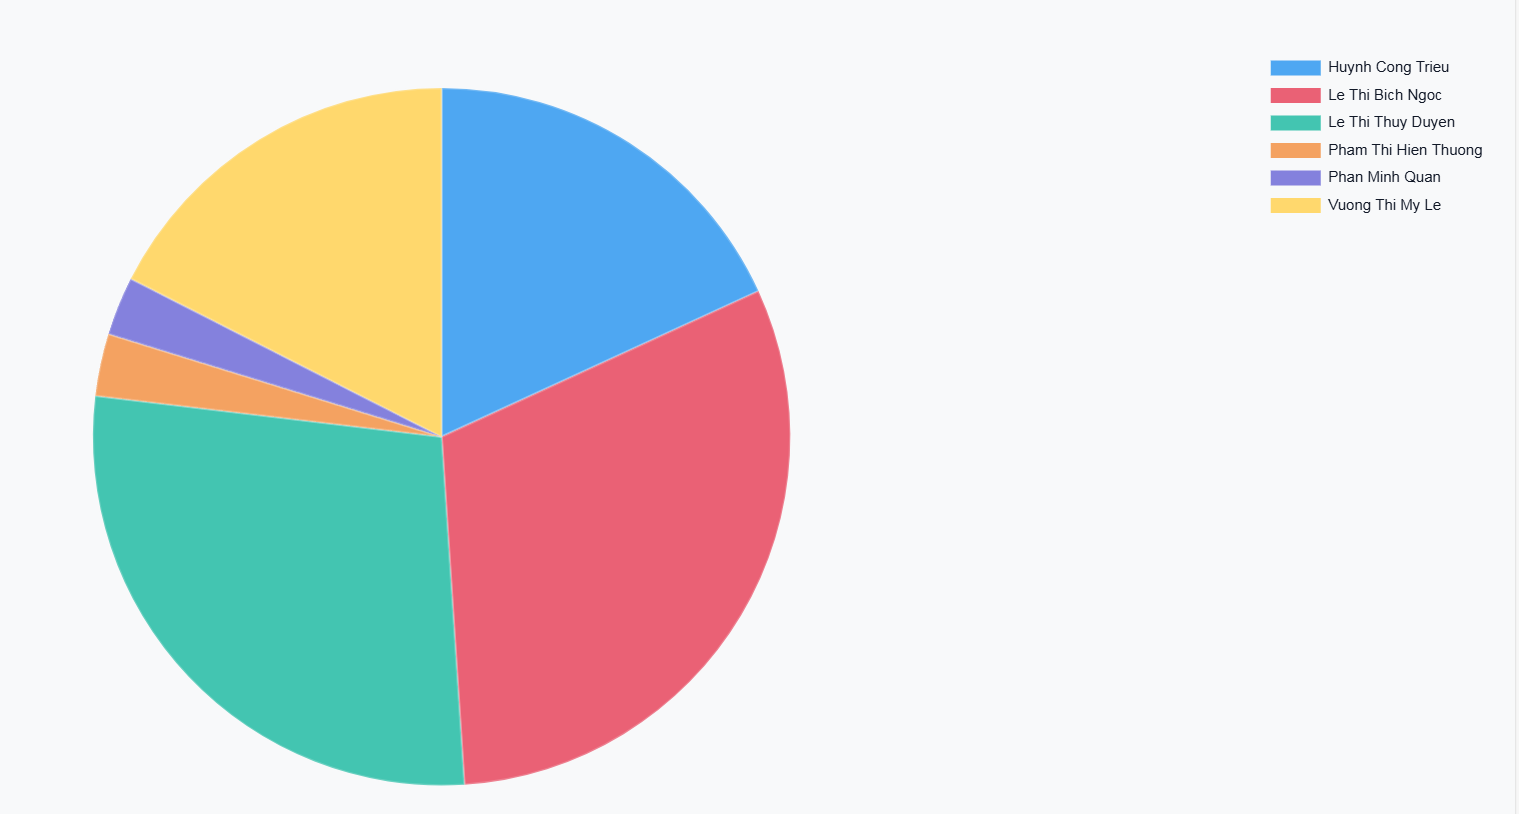 Huynh Cong Trieu
Le Thi Bich Ngoc
Le Thi Thuy Duyen
Pham Thi Hien Thuong
Phan Minh Quan
Vuong Thi My Le